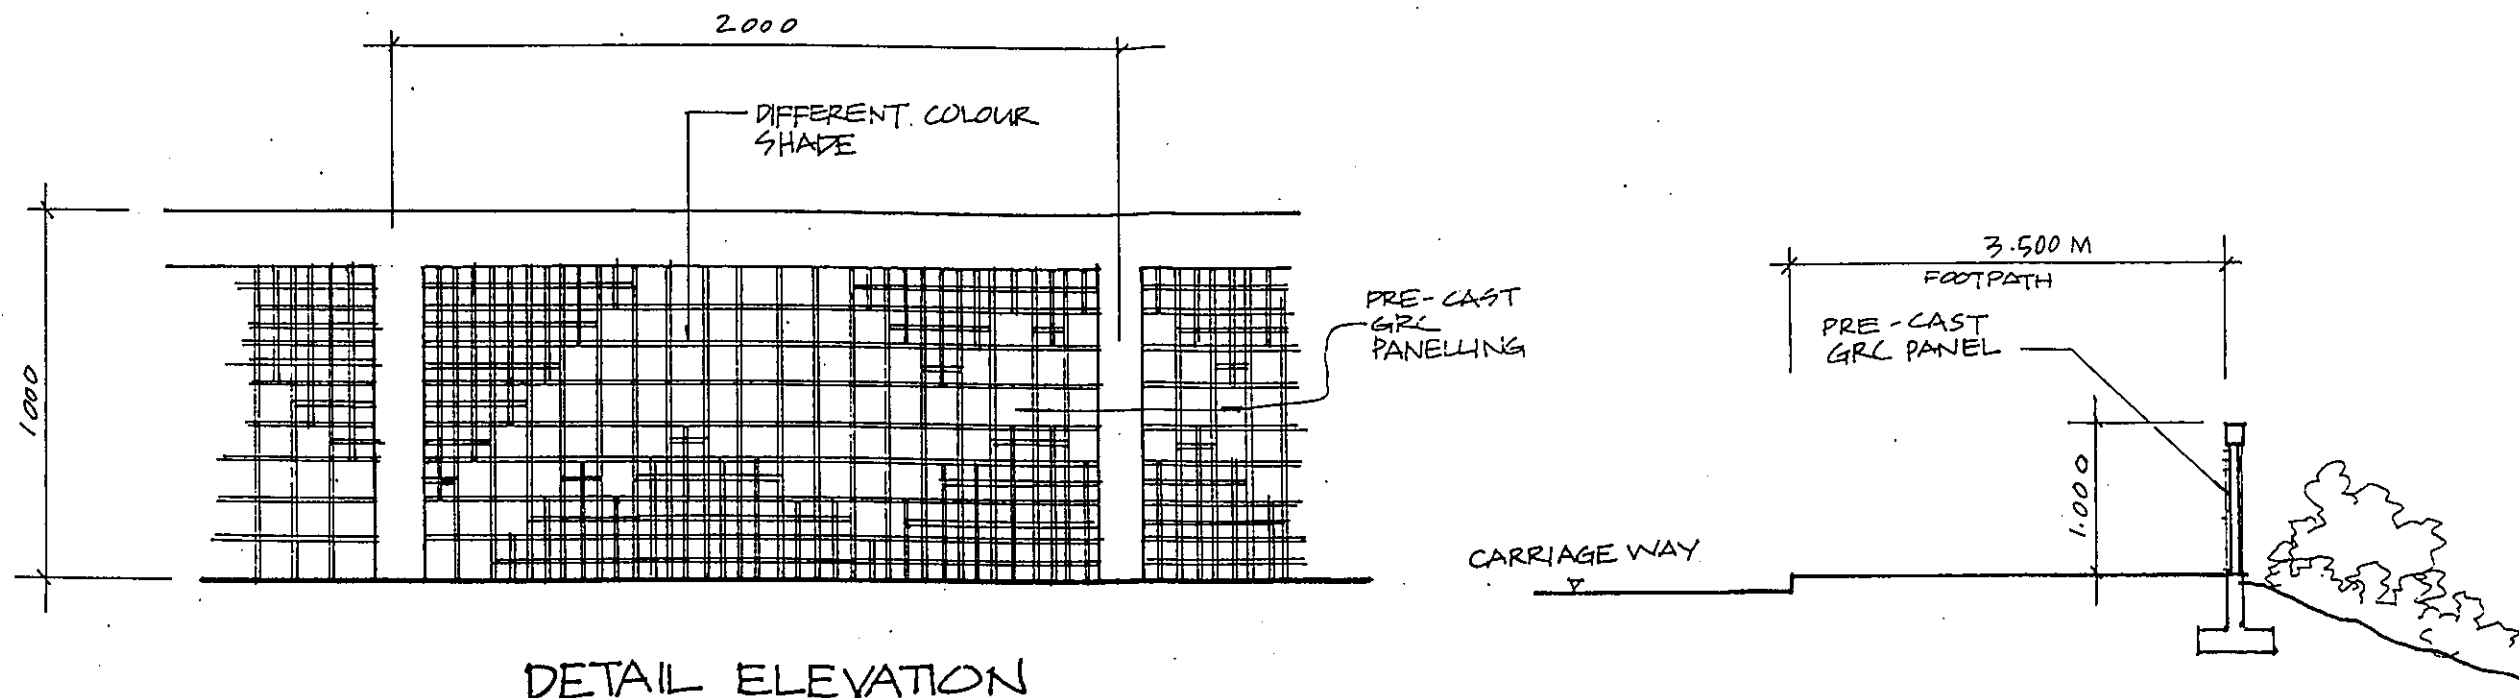 2000
DIFFERENT COLOUR
SHADE
1000
PRE-CAST
GRC
PANELLING
DETAIL ELEVATION
3.500 M
FOOTPATH
PRE-CAST
GRC PANEL
1.000
CARRIAGE WAY